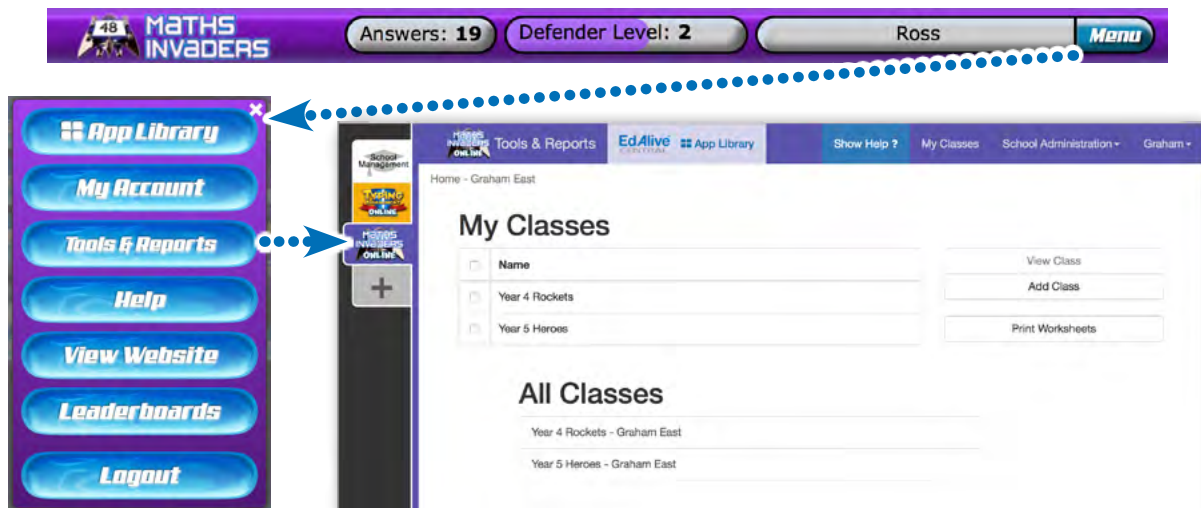 48
MATHS
INVADERS
Answers: 19
Defender Level: 2
Ross
Menu
App Library
My Account
Tools & Reports
Help
View Website
Leaderboards
Logout
School
Management
TYPING
ONLINE
MATHS
INVADERS
ONLINE
+
MATHS
INVADERS
ONLINE
Tools & Reports
EdAlive
CENTRAL
App Library
Show Help ?
My Classes
School Administration
Graham
Home - Graham East
My Classes
Name
Year 4 Rockets
Year 5 Heroes
View Class
Add Class
Print Worksheets
All Classes
Year 4 Rockets - Graham East
Year 5 Heroes - Graham East